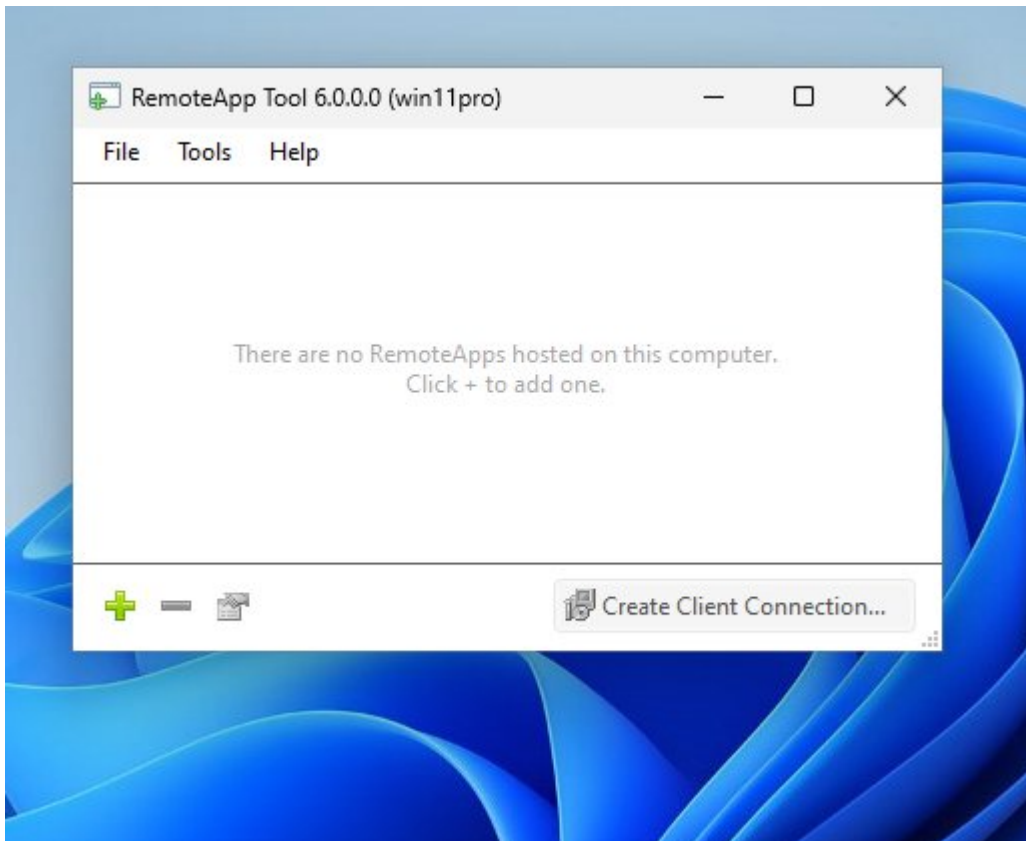 RemoteApp Tool 6.0.0.0 (win11pro)
File Tools Help
There are no RemoteApps hosted on this computer.
Click + to add one.
Create Client Connection...